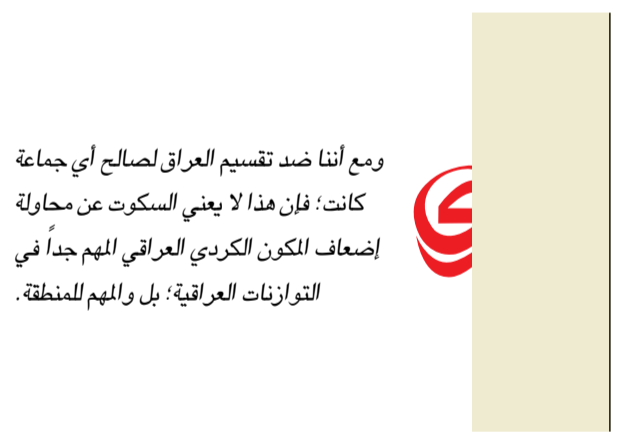 ومع أننا ضد تقسيم العراق لصالح أي جماعة
كانت؛ فإن هذا لا يعني السكوت عن محاولة
إضعاف المكون الكردي العراقي المهم جداً في
التوازنات العراقية؛ بل والمهم للمنطقة.